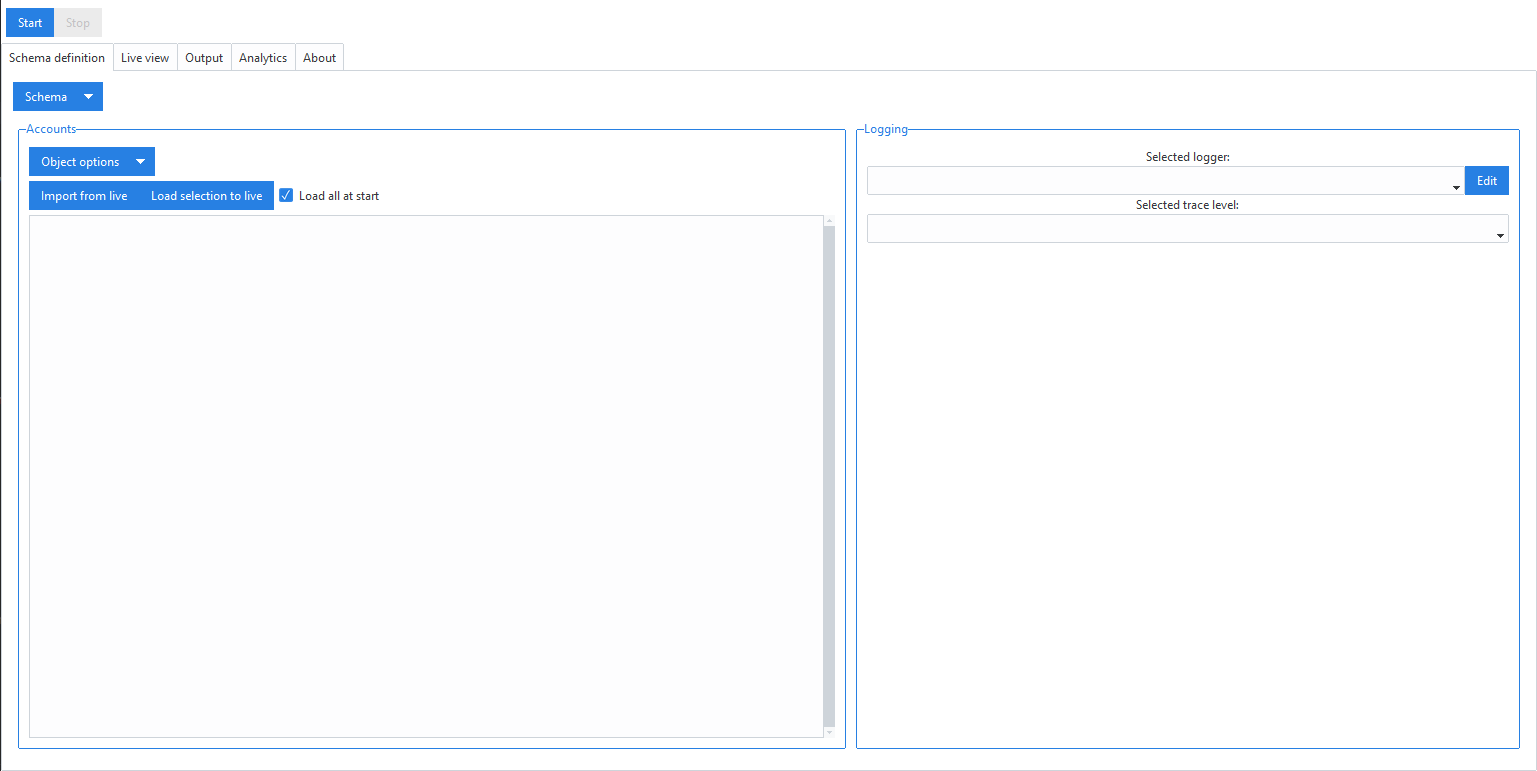 Start Stop
Schema definition Live view Output Analytics About
Schema
Accounts
Object options
Import from live Load selection to live Load all at start
Logging
Selected logger:
Edit
Selected trace level: